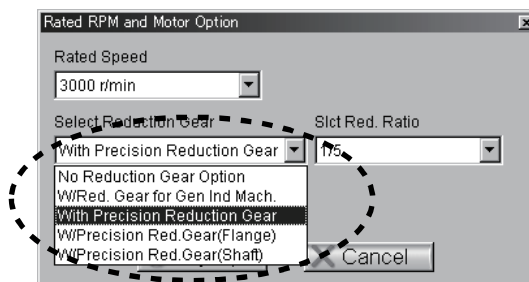 Rated RPM and Motor Option
Rated Speed
3000 r/min
Select Reduction Gear
Slct Red. Ratio
With Precision Reduction Gear
1/5
No Reduction Gear Option
W/Red. Gear for Gen Ind Mach.
With Precision Reduction Gear
W/Precision Red.Gear(Flange)
W/Precision Red.Gear(Shaft)
Cancel